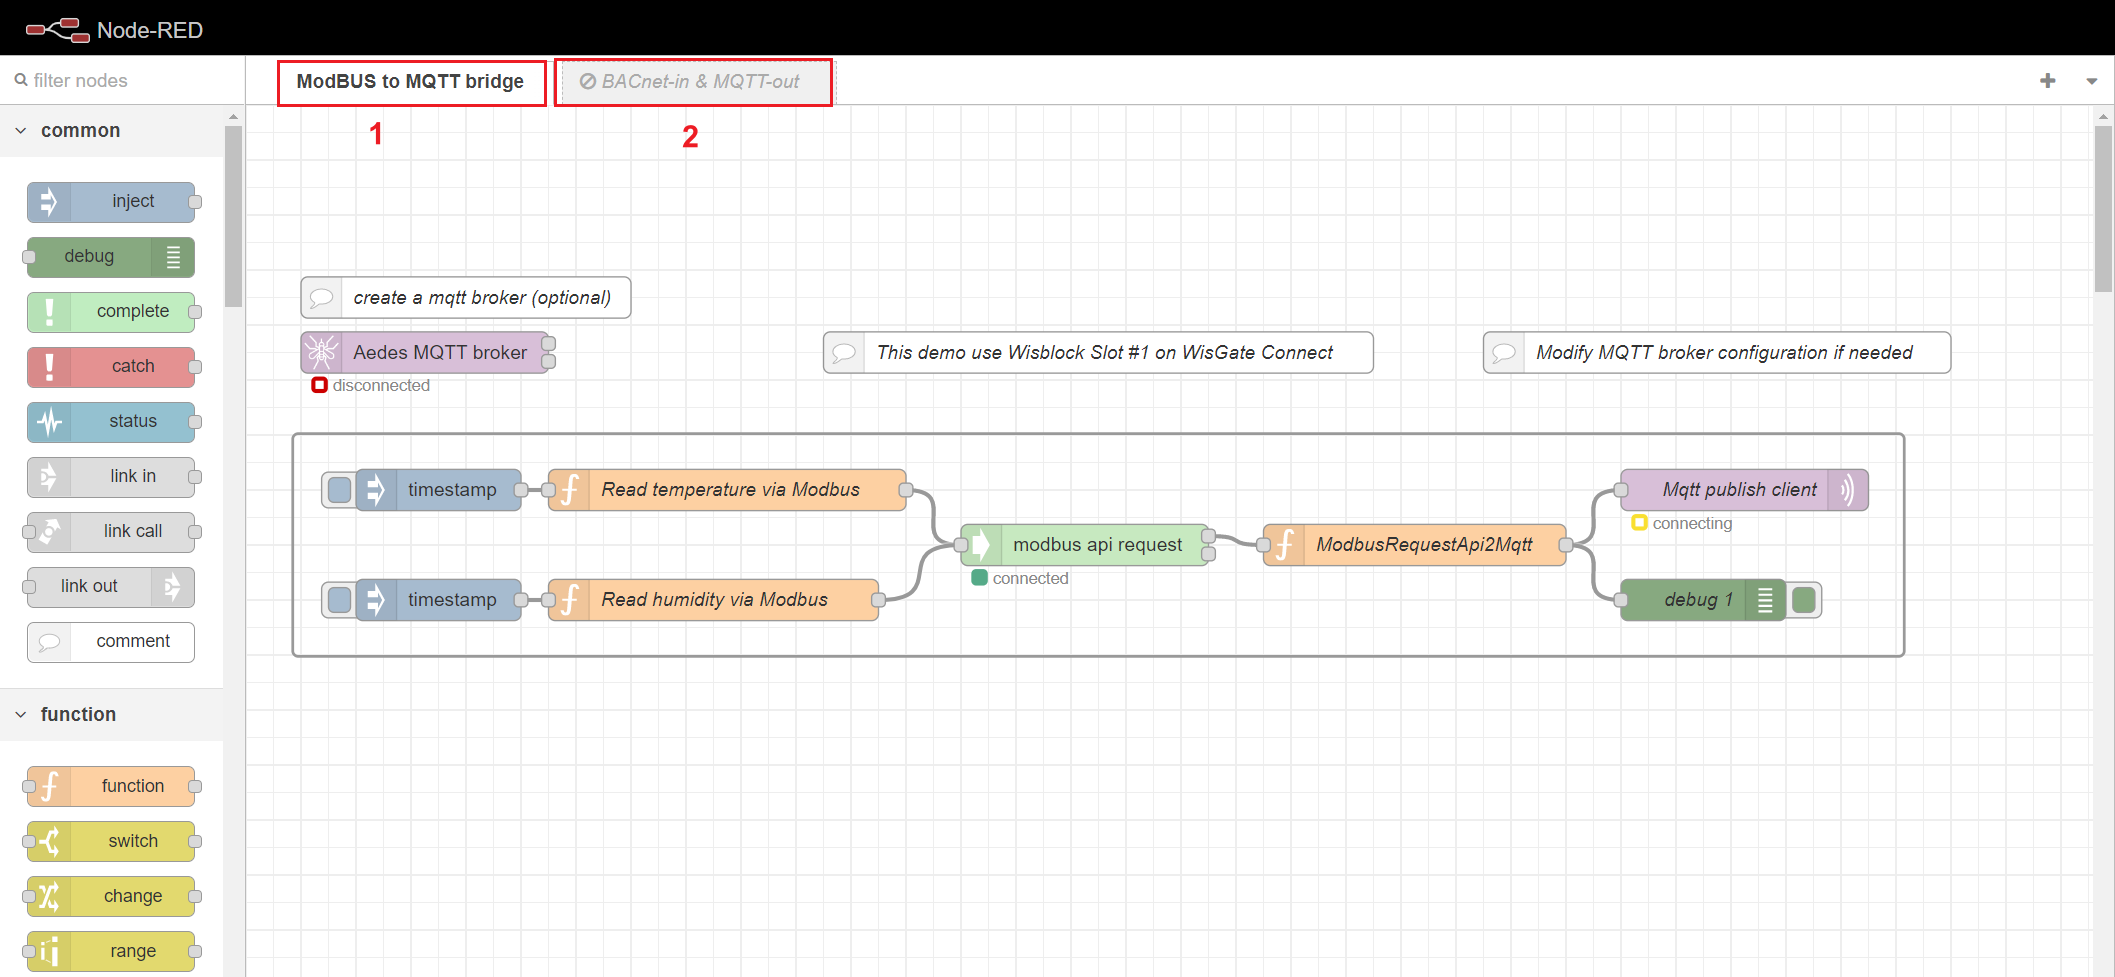 Node-RED
filter nodes
ModBUS to MQTT bridge
BACnet-in & MQTT-out
1
2
common
inject
debug
complete
catch
status
link in
link call
link out
comment
function
function
switch
change
range
create a mqtt broker (optional)
Aedes MQTT broker
disconnected
This demo use Wisblock Slot #1 on WisGate Connect
Modify MQTT broker configuration if needed
timestamp
Read temperature via Modbus
timestamp
Read humidity via Modbus
modbus api request
connected
ModbusRequestApi2Mqtt
Mqtt publish client
connecting
debug 1